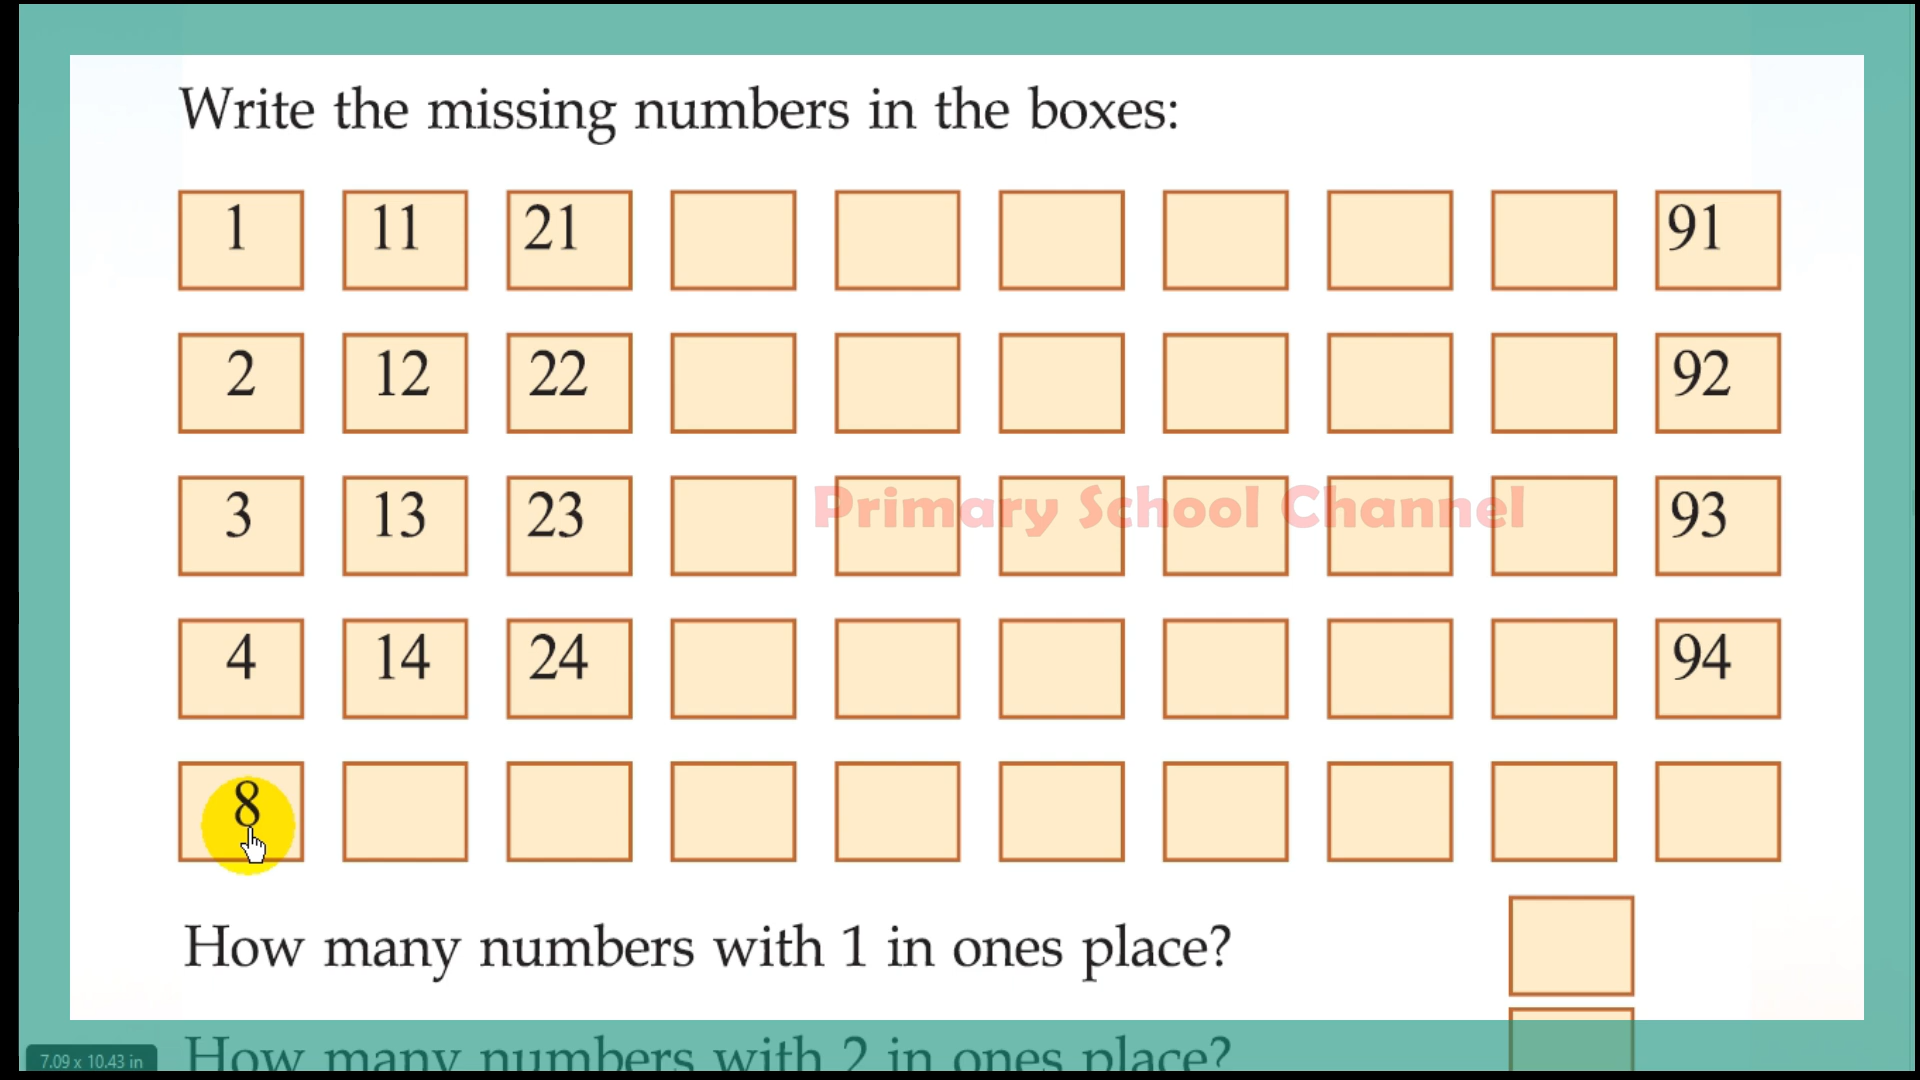 Write the missing numbers in the boxes:
1 11 21 91
2 12 22 92
3 13 23 93
Primary School Channel
4 14 24 94
8
How many numbers with 1 in ones place?
How many numbers with 2 in ones place?
7.09 x 10.43 in